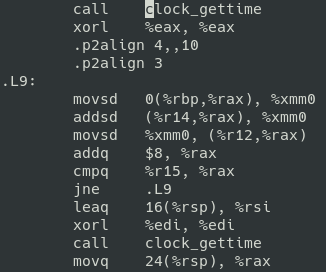 call clock_gettime
xorl %eax, %eax
.p2align 4,,10
.p2align 3
.L9:
movsd 0(%rbp,%rax), %xmm0
addsd (%r14,%rax), %xmm0
movsd %xmm0, (%r12,%rax)
addq $8, %rax
cmpq %r15, %rax
jne .L9
leaq 16(%rsp), %rsi
xorl %edi, %edi
call clock_gettime
movq 24(%rsp), %rax